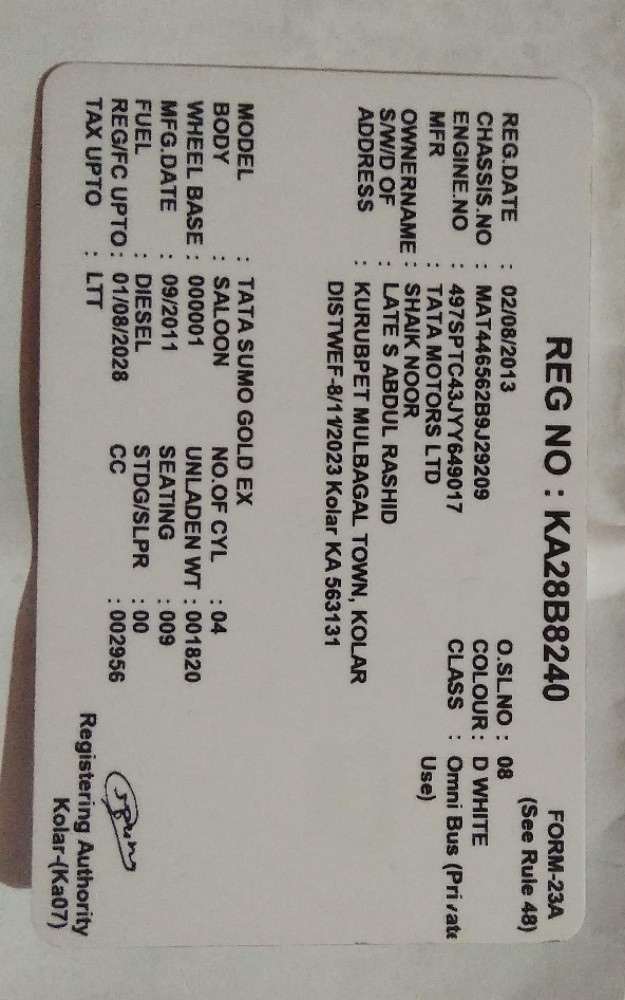 FORM-23A
REG NO : KA28B8240 (See Rule 48)
REG.DATE : 02/08/2013 O.SL.NO : 08
CHASSIS.NO : MAT446562B9J29209 COLOUR : D WHITE
ENGINE.NO : 497SPTC43JYY649017 CLASS : Omni Bus (Private
MFR : TATA MOTORS LTD Use)
OWNERNAME : SHAIK NOOR
S/W/D OF : LATE S ABDUL RASHID
ADDRESS : KURUBPET MULBAGAL TOWN, KOLAR
DISTWEF-8/11/2023 Kolar KA 563131
MODEL : TATA SUMO GOLD EX
BODY : SALOON NO.OF CYL : 04
WHEEL BASE : 000001 UNLADEN WT : 001820
MFG.DATE : 09/2011 SEATING : 009
FUEL : DIESEL STDG/SLPR : 00
REG/FC UPTO : 01/08/2028 CC : 002956
TAX UPTO : LTT
Registering Authority
Kolar-(Ka07)